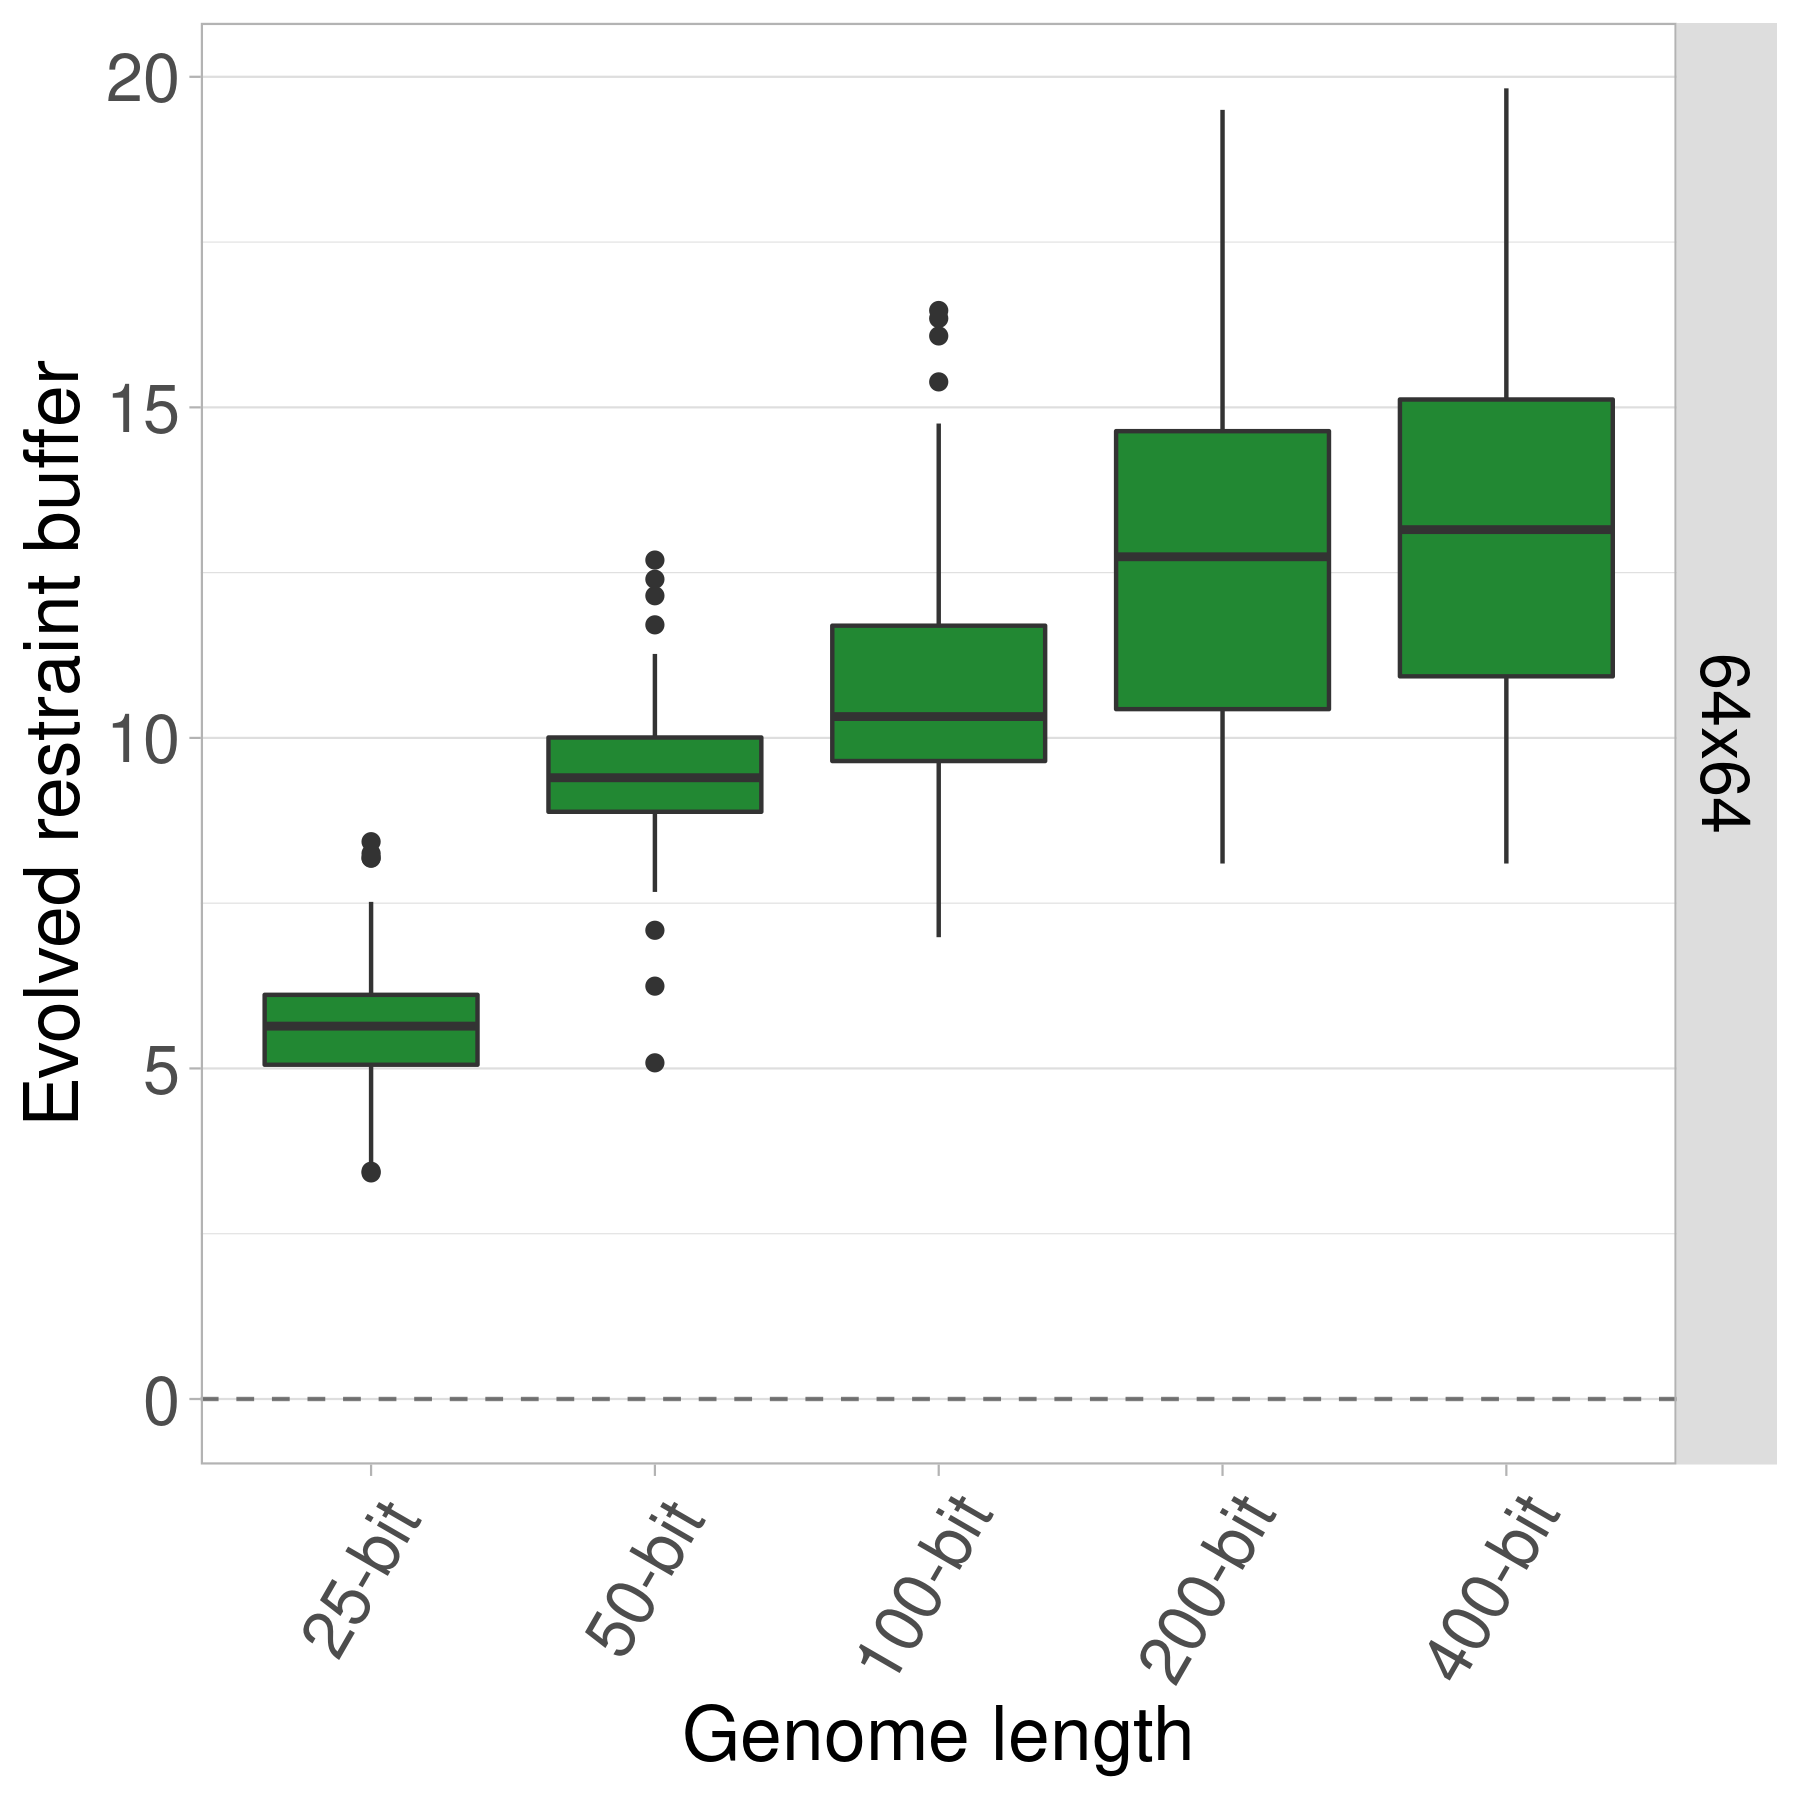 Evolved restraint buffer
20
15
10
5
0
25-bit
50-bit
100-bit
200-bit
400-bit
Genome length
64x64